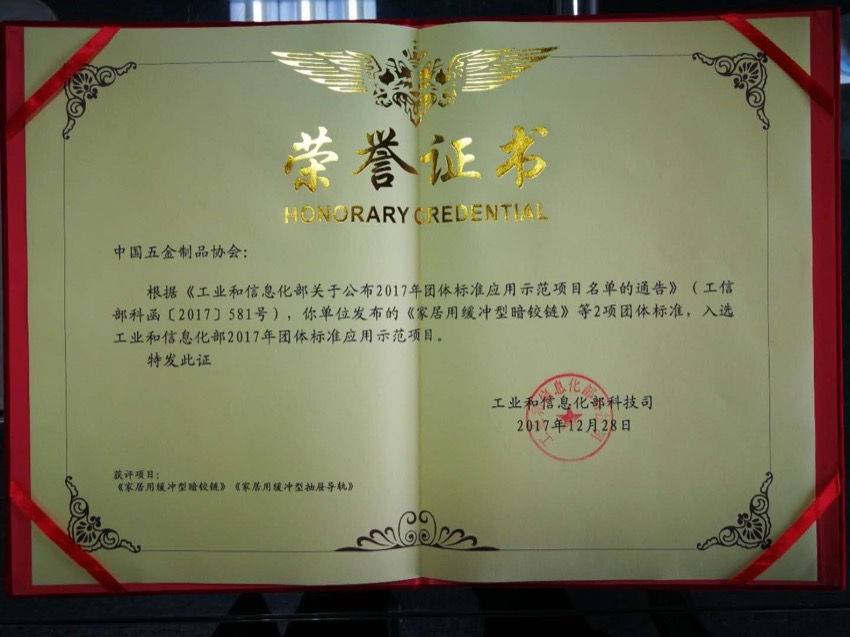 荣誉证书
HONORARY CREDENTIAL
中国五金制品协会：
根据《工业和信息化部关于公布2017年团体标准应用示范项目名单的通告》（工信
部科函〔2017〕581号），你单位发布的《家居用缓冲型暗铰链》等2项团体标准，入选
工业和信息化部2017年团体标准应用示范项目。
特发此证
工业和信息化部科技司
2017年12月28日
获评项目：
《家居用缓冲型暗铰链》《家居用缓冲型抽屉导轨》